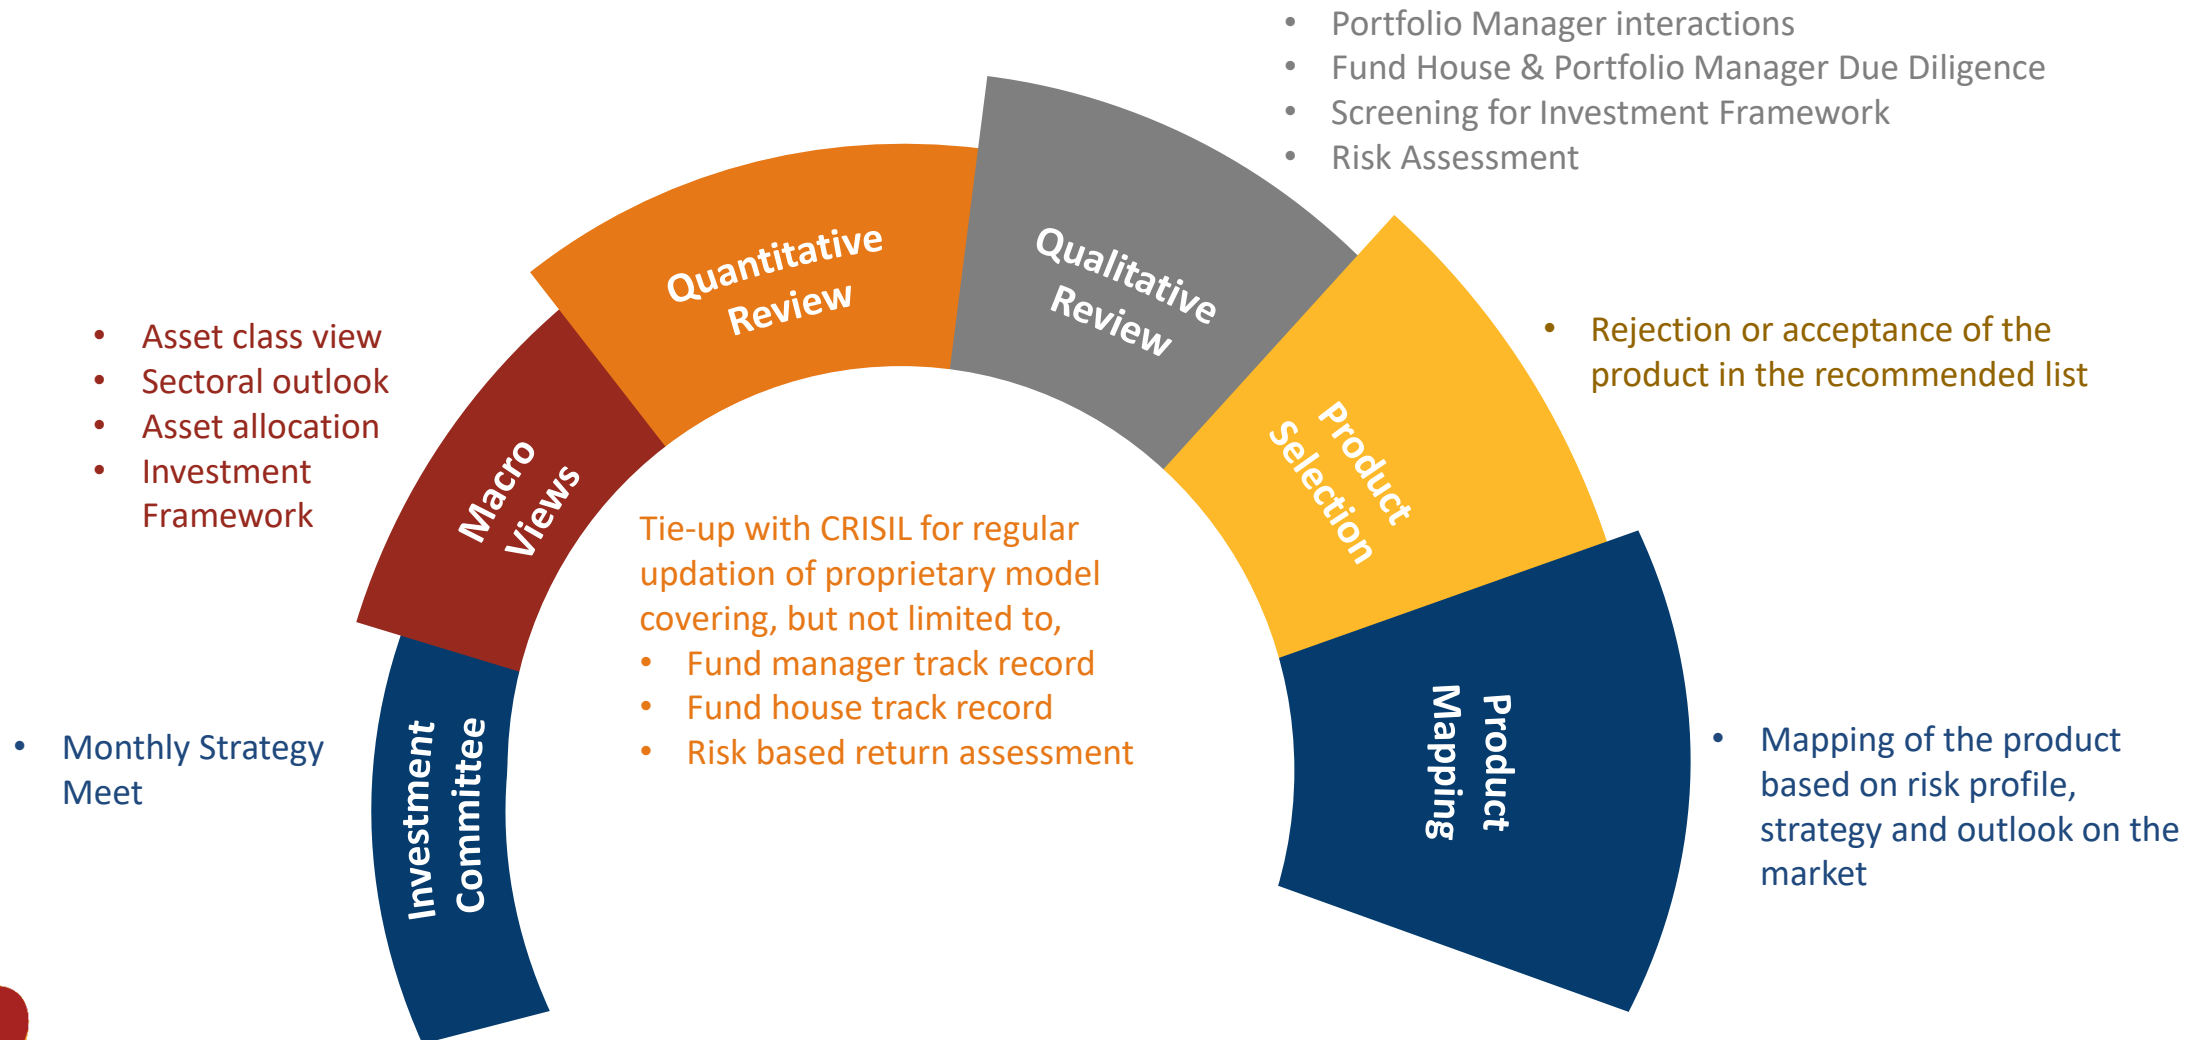 • Portfolio Manager interactions
• Fund House & Portfolio Manager Due Diligence
• Screening for Investment Framework
• Risk Assessment
Quantitative
Review
Qualitative
Review
• Asset class view
• Sectoral outlook
• Asset allocation
• Investment
Framework
Macro
Views
Product
Selection
• Rejection or acceptance of the
product in the recommended list
Tie-up with CRISIL for regular
updation of proprietary model
covering, but not limited to,
• Fund manager track record
• Fund house track record
• Risk based return assessment
• Monthly Strategy
Meet
Investment
Committee
Product
Mapping
• Mapping of the product
based on risk profile,
strategy and outlook on the
market